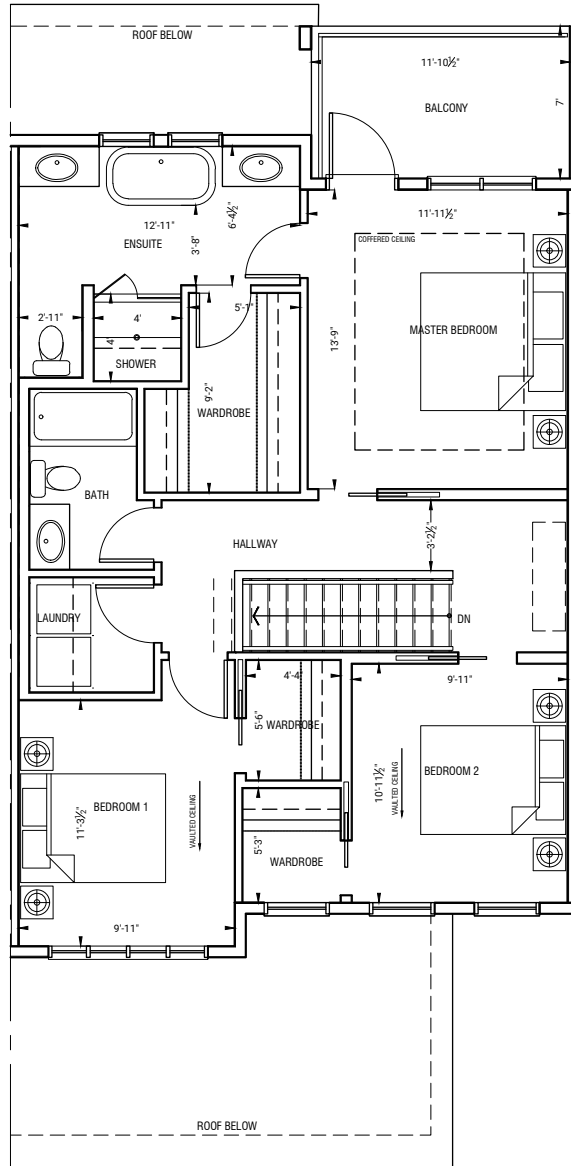 ROOF BELOW
11'-10½"
7'
BALCONY
12'-11"
6'-4½"
11'-11½"
COFFERED CEILING
ENSUITE
3'-8"
2'-11"
4'
5'-1"
4'
13'-9"
MASTER BEDROOM
SHOWER
9'-2"
WARDROBE
BATH
HALLWAY
3'-2½"
LAUNDRY
DN
4'-4"
9'-11"
5'-6"
WARDROBE
BEDROOM 1
11'-3½"
VAULTED CEILING
10'-11½"
VAULTED CEILING
BEDROOM 2
5'-3"
WARDROBE
9'-11"
ROOF BELOW